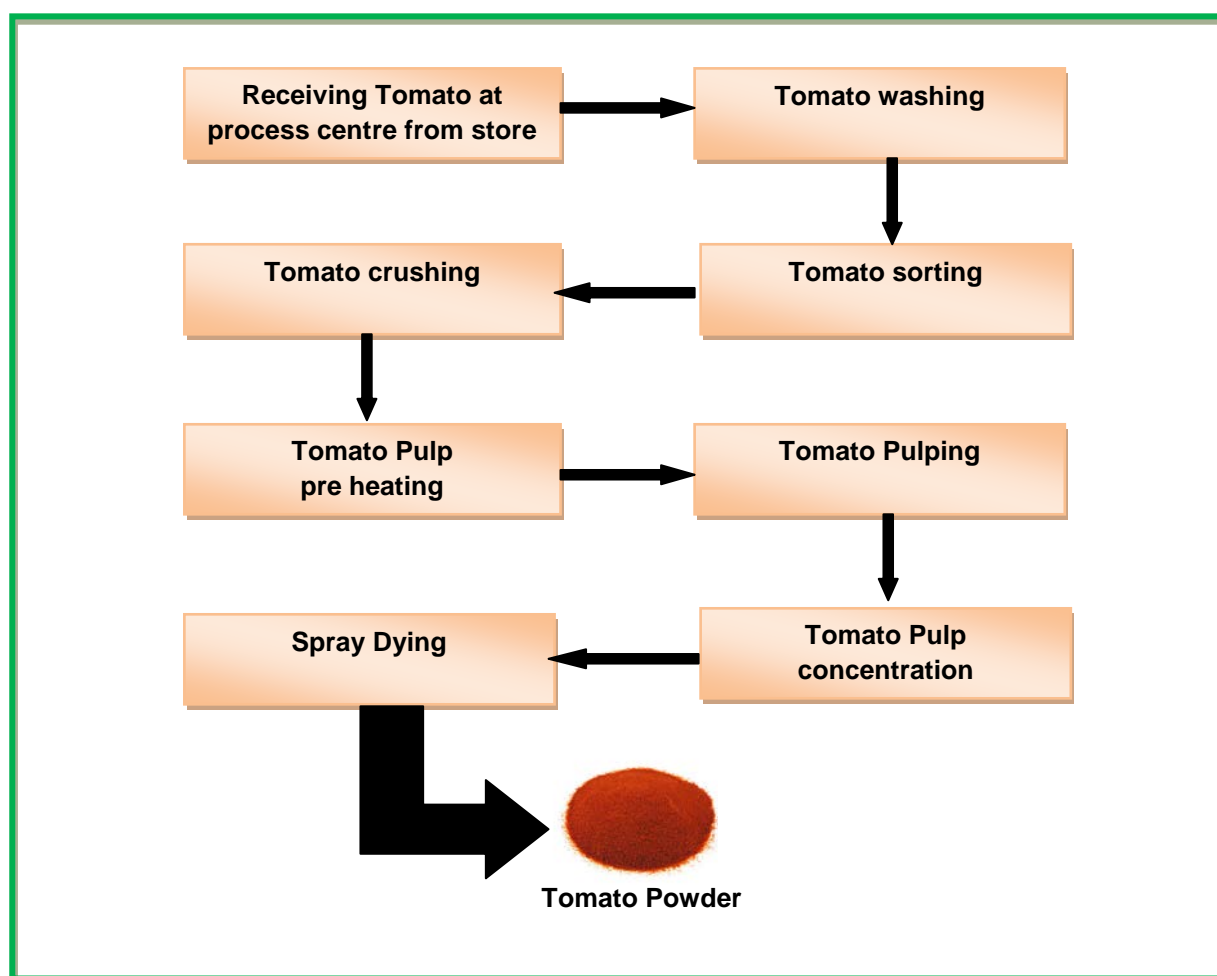 Receiving Tomato at
process centre from store
Tomato washing
Tomato sorting
Tomato crushing
Tomato Pulp
pre heating
Tomato Pulping
Tomato Pulp
concentration
Spray Dying
Tomato Powder